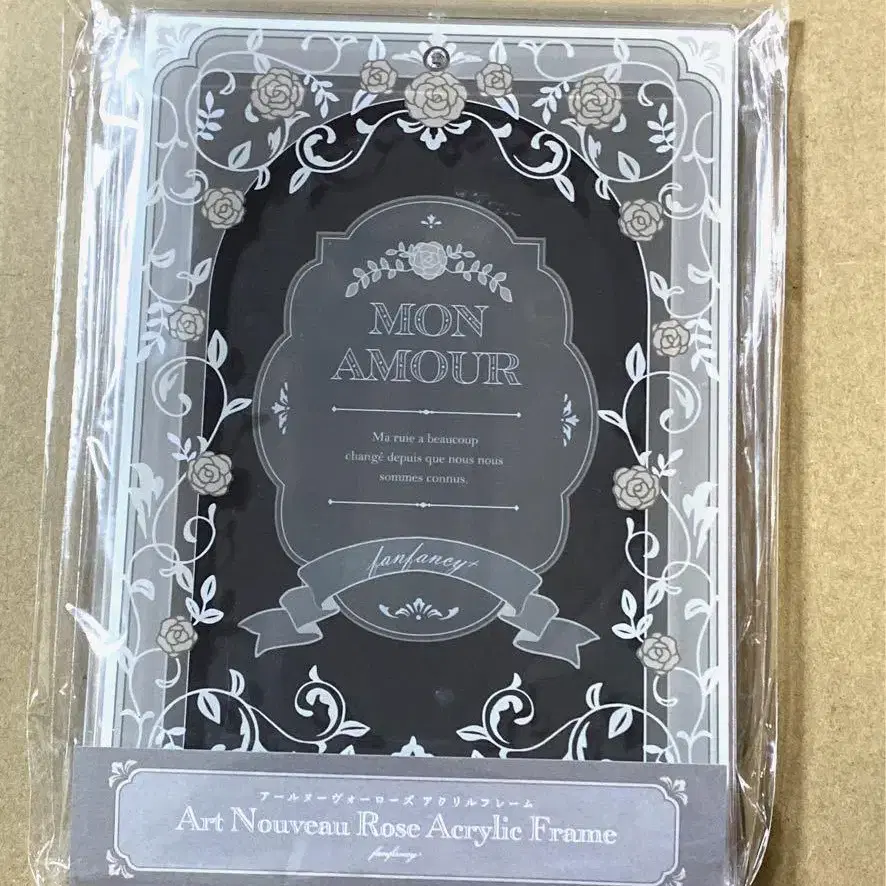 MON
AMOUR
Ma ruie a beaucoup
changé depuis que nous nous
sommes connus.
fanfancy+
アールヌーヴォーローズ アクリルフレーム
Art Nouveau Rose Acrylic Frame
fanfancy+